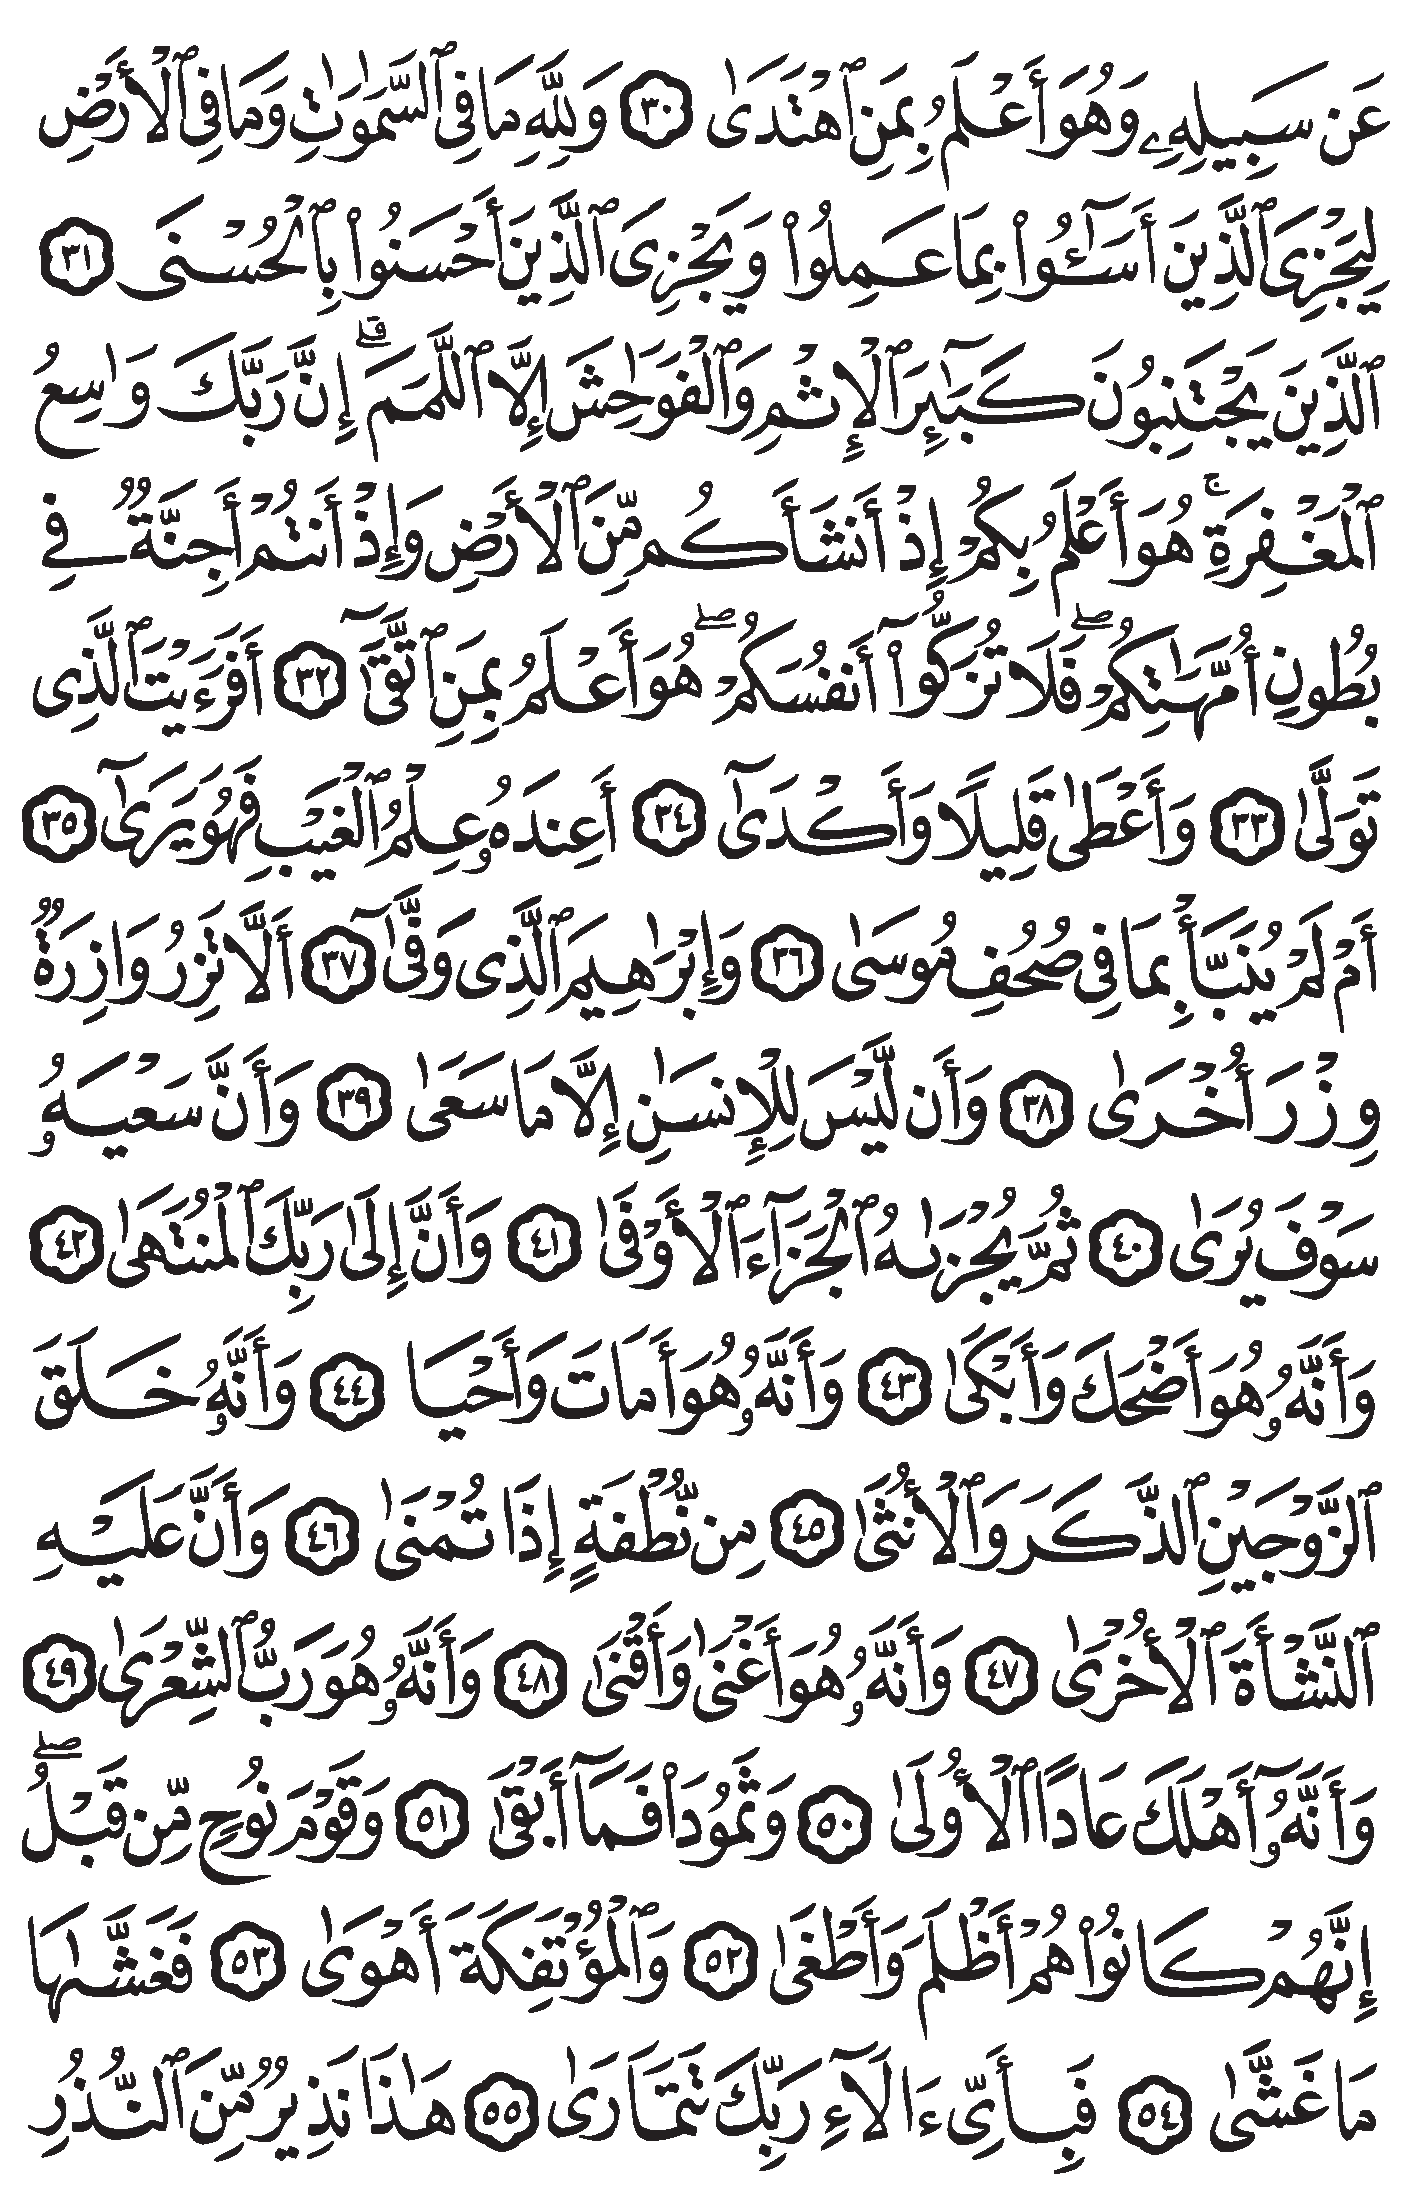 عَن سَبِيلِهِۦ وَهُوَ أَعْلَمُ بِمَنِ ٱهْتَدَىٰ ٣٠ وَلِلَّهِ مَا فِى ٱلسَّمَٰوَٰتِ وَمَا فِى ٱلْأَرْضِ
لِيَجْزِىَ ٱلَّذِينَ أَسَٰٓـُٔوا۟ بِمَا عَمِلُوا۟ وَيَجْزِىَ ٱلَّذِينَ أَحْسَنُوا۟ بِٱلْحُسْنَى ٣١
ٱلَّذِينَ يَجْتَنِبُونَ كَبَٰٓئِرَ ٱلْإِثْمِ وَٱلْفَوَٰحِشَ إِلَّا ٱللَّمَمَ ۗ إِنَّ رَبَّكَ وَٰسِعُ
ٱلْمَغْفِرَةِ ۚ هُوَ أَعْلَمُ بِكُمْ إِذْ أَنشَأَكُم مِّنَ ٱلْأَرْضِ وَإِذْ أَنتُمْ أَجِنَّةٌ فِى
بُطُونِ أُمَّهَٰتِكُمْ ۖ فَلَا تُزَكُّوٓا۟ أَنفُسَكُمْ ۖ هُوَ أَعْلَمُ بِمَنِ ٱتَّقَىٰٓ ٣٢ أَفَرَءَيْتَ ٱلَّذِى
تَوَلَّىٰ ٣٣ وَأَعْطَىٰ قَلِيلًا وَأَكْدَىٰٓ ٣٤ أَعِندَهُۥ عِلْمُ ٱلْغَيْبِ فَهُوَ يَرَىٰٓ ٣٥
أَمْ لَمْ يُنَبَّأْ بِمَا فِى صُحُفِ مُوسَىٰ ٣٦ وَإِبْرَٰهِيمَ ٱلَّذِى وَفَّىٰٓ ٣٧ أَلَّا تَزِرُ وَازِرَةٌ
وِزْرَ أُخْرَىٰ ٣٨ وَأَن لَّيْسَ لِلْإِنسَٰنِ إِلَّا مَا سَعَىٰ ٣٩ وَأَنَّ سَعْيَهُۥ
سَوْفَ يُرَىٰ ٤٠ ثُمَّ يُجْزَىٰهُ ٱلْجَزَآءَ ٱلْأَوْفَىٰ ٤١ وَأَنَّ إِلَىٰ رَبِّكَ ٱلْمُنتَهَىٰ ٤٢
وَأَنَّهُۥ هُوَ أَضْحَكَ وَأَبْكَىٰ ٤٣ وَأَنَّهُۥ هُوَ أَمَاتَ وَأَحْيَا ٤٤ وَأَنَّهُۥ خَلَقَ
ٱلزَّوْجَيْنِ ٱلذَّكَرَ وَٱلْأُنثَىٰ ٤٥ مِن نُّطْفَةٍ إِذَا تُمْنَىٰ ٤٦ وَأَنَّ عَلَيْهِ
ٱلنَّشْأَةَ ٱلْأُخْرَىٰ ٤٧ وَأَنَّهُۥ هُوَ أَغْنَىٰ وَأَقْنَىٰ ٤٨ وَأَنَّهُۥ هُوَ رَبُّ ٱلشِّعْرَىٰ ٤٩
وَأَنَّهُۥٓ أَهْلَكَ عَادًا ٱلْأُولَىٰ ٥٠ وَثَمُودَا۟ فَمَآ أَبْقَىٰ ٥١ وَقَوْمَ نُوحٍ مِّن قَبْلُ ۖ
إِنَّهُمْ كَانُوا۟ هُمْ أَظْلَمَ وَأَطْغَىٰ ٥٢ وَٱلْمُؤْتَفِكَةَ أَهْوَىٰ ٥٣ فَغَشَّىٰهَا
مَا غَشَّىٰ ٥٤ فَبِأَىِّ ءَالَآءِ رَبِّكَ تَتَمَارَىٰ ٥٥ هَٰذَا نَذِيرٌ مِّنَ ٱلنُّذُرِ